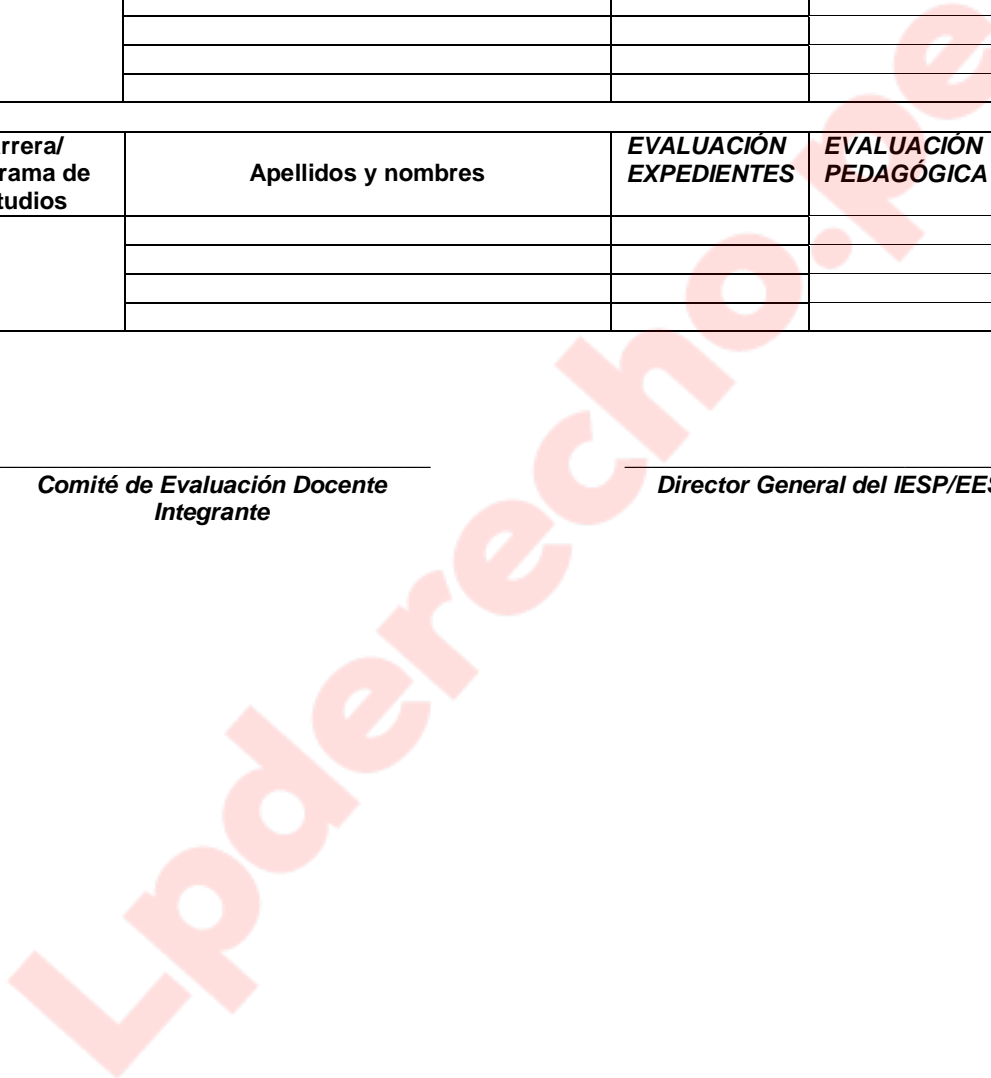 rrera/
rama de
tudios
Apellidos y nombres
EVALUACIÓN
EXPEDIENTES
EVALUACIÓN
PEDAGÓGICA
Comité de Evaluación Docente
Integrante
Director General del IESP/EES
Lpderecho.pe